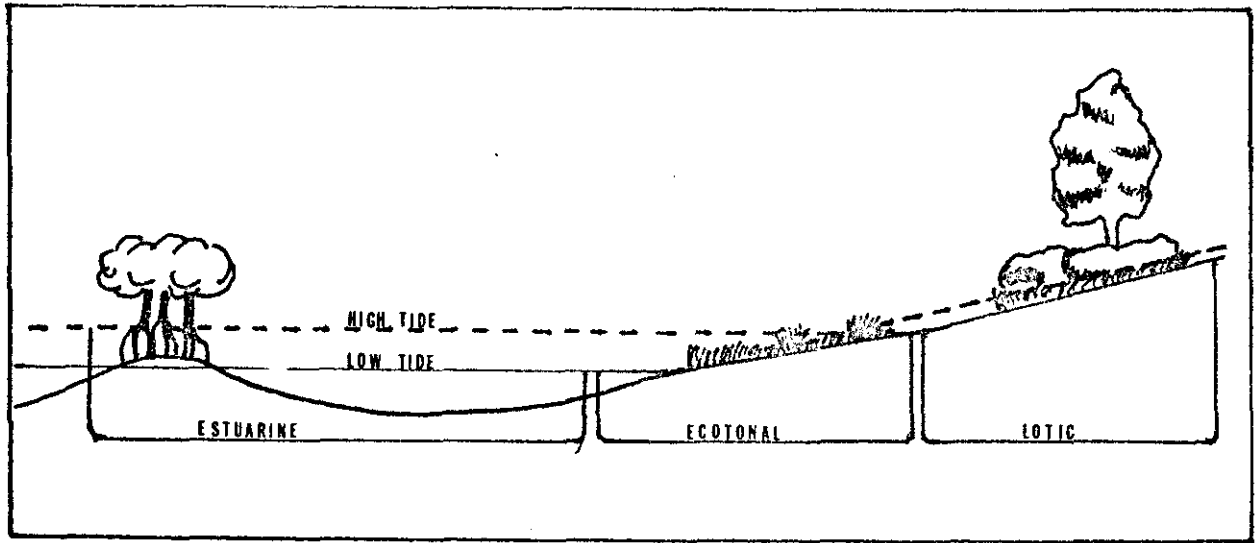 HIGH TIDE
LOW TIDE
ESTUARINE
ECOTONAL
LOTIC